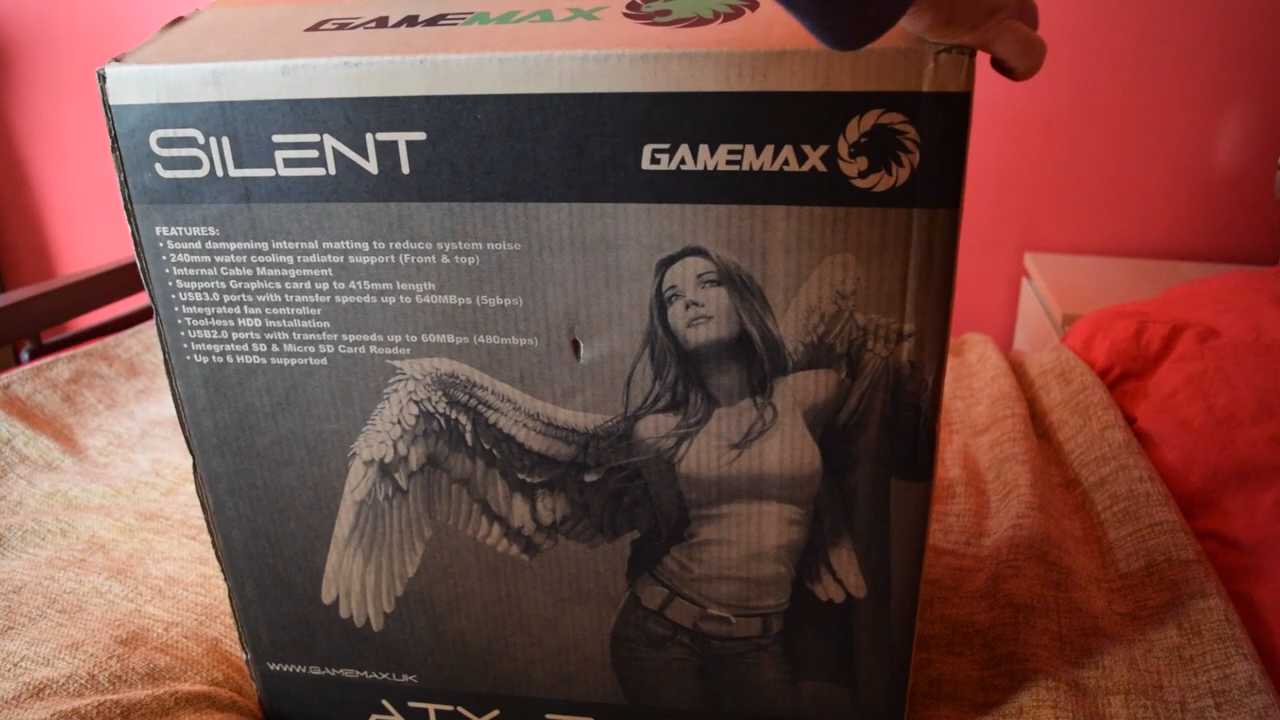 GAMEMAX
SILENT
GAMEMAX
FEATURES:
• Sound dampening internal matting to reduce system noise
• 240mm water cooling radiator support (Front & top)
• Internal Cable Management
• Supports Graphics card up to 415mm length
• USB3.0 ports with transfer speeds up to 640MBps (5gbps)
• Integrated fan controller
• Tool-less HDD installation
• USB2.0 ports with transfer speeds up to 60MBps (480mbps)
• Integrated SD & Micro SD Card Reader
• Up to 6 HDDs supported
WWW.GAMEMAX.UK
ATX